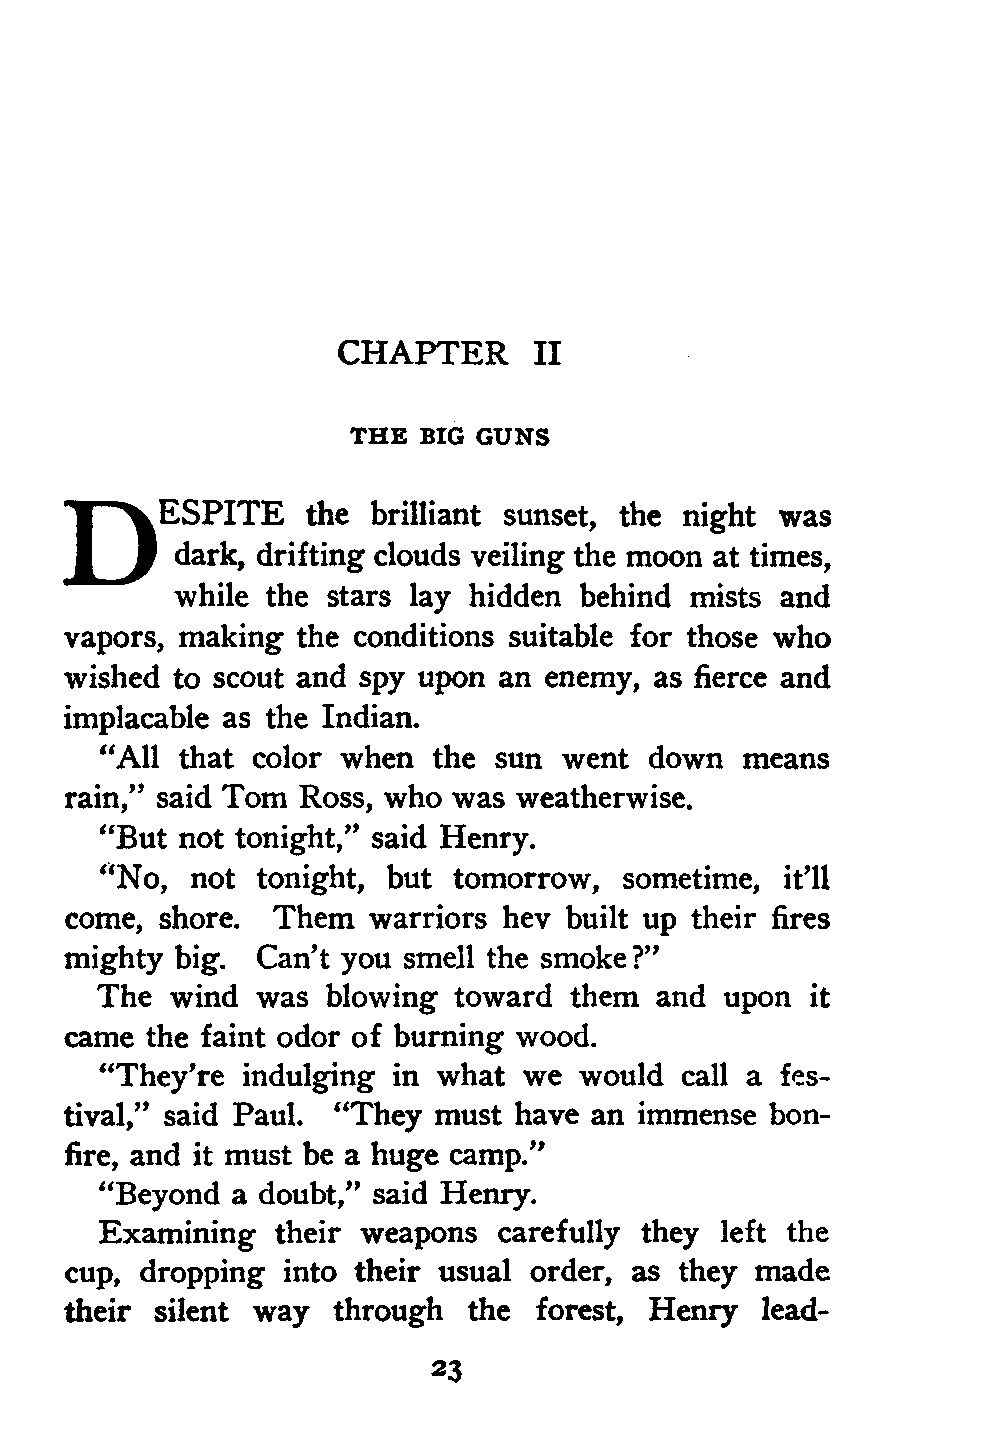 CHAPTER II
THE BIG GUNS
DESPITE the brilliant sunset, the night was
dark, drifting clouds veiling the moon at times,
while the stars lay hidden behind mists and
vapors, making the conditions suitable for those who
wished to scout and spy upon an enemy, as fierce and
implacable as the Indian.
“All that color when the sun went down means
rain,” said Tom Ross, who was weatherwise.
“But not tonight,” said Henry.
“No, not tonight, but tomorrow, sometime, it’ll
come, shore. Them warriors hev built up their fires
mighty big. Can’t you smell the smoke?”
The wind was blowing toward them and upon it
came the faint odor of burning wood.
“They’re indulging in what we would call a fes-
tival,” said Paul. “They must have an immense bon-
fire, and it must be a huge camp.”
“Beyond a doubt,” said Henry.
Examining their weapons carefully they left the
cup, dropping into their usual order, as they made
their silent way through the forest, Henry lead-
23